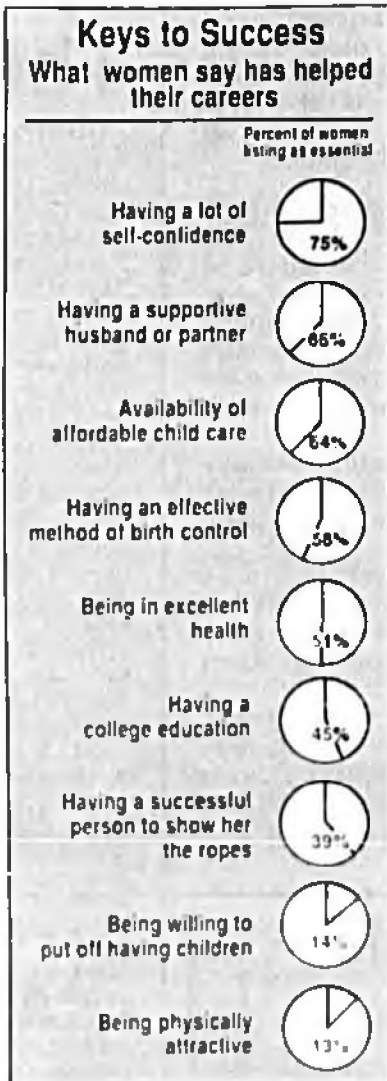 Keys to Success
What women say has helped
their careers
Percent of women
listing as essential
Having a lot of
self-confidence
75%
Having a supportive
husband or partner
66%
Availability of
affordable child care
64%
Having an effective
method of birth control
58%
Being in excellent
health
51%
Having a
college education
45%
Having a successful
person to show her
the ropes
39%
Being willing to
put off having children
14%
Being physically
attractive
13%